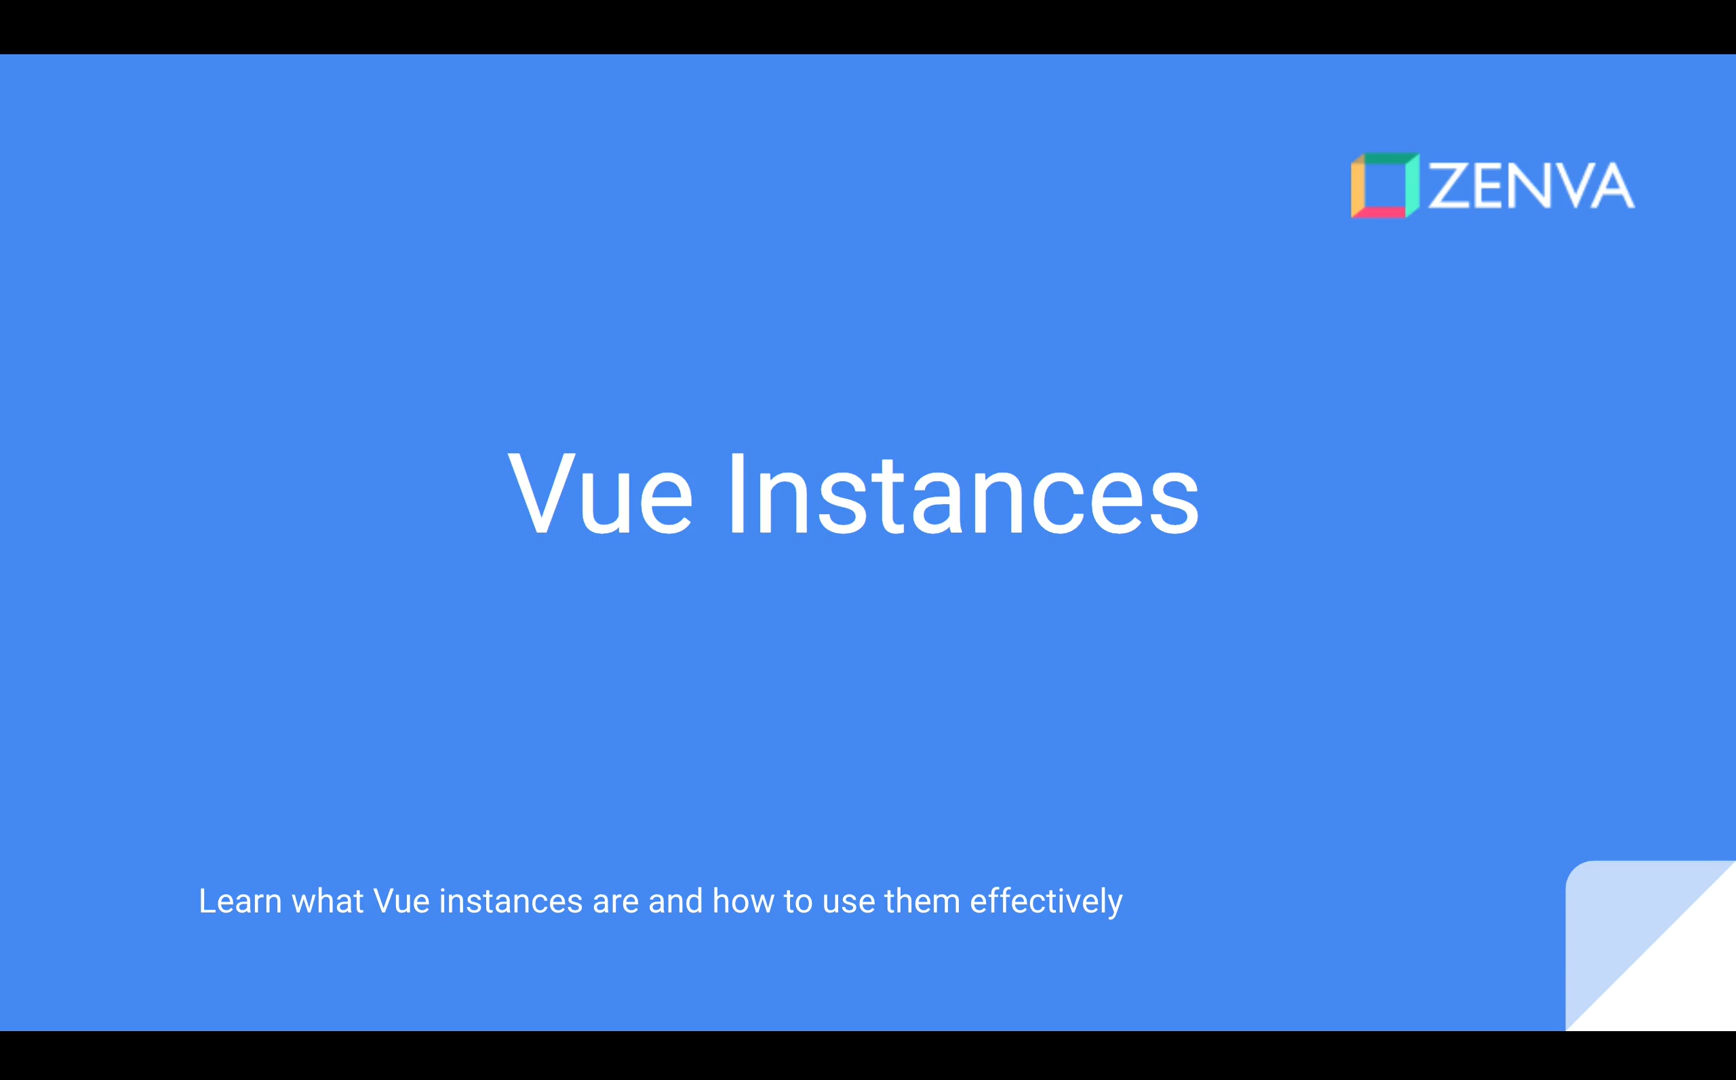 ZENVA
Vue Instances
Learn what Vue instances are and how to use them effectively